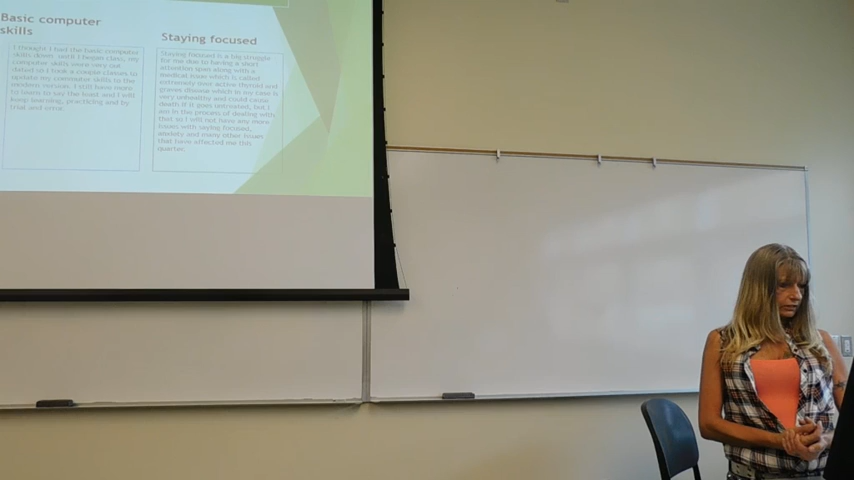 Basic computer
skills
I thought I had the basic computer
skills down until I began class, my
computer skills were very out
dated so I took a couple classes to
update my computer skills to the
modern version. I still have more
to learn to say the least and I will
keep learning, practicing and by
trial and error.
Staying focused
Staying focused is a big struggle
for me due to having a short
attention span along with a
medical issue which is called
extremely over active thyroid and
graves disease which in my case is
very unhealthy and could cause
death if it goes untreated, but I
am in the process of dealing with
that so I will not have any more
issues with saying focused,
anxiety and many other issues
that have affected me this
quarter.